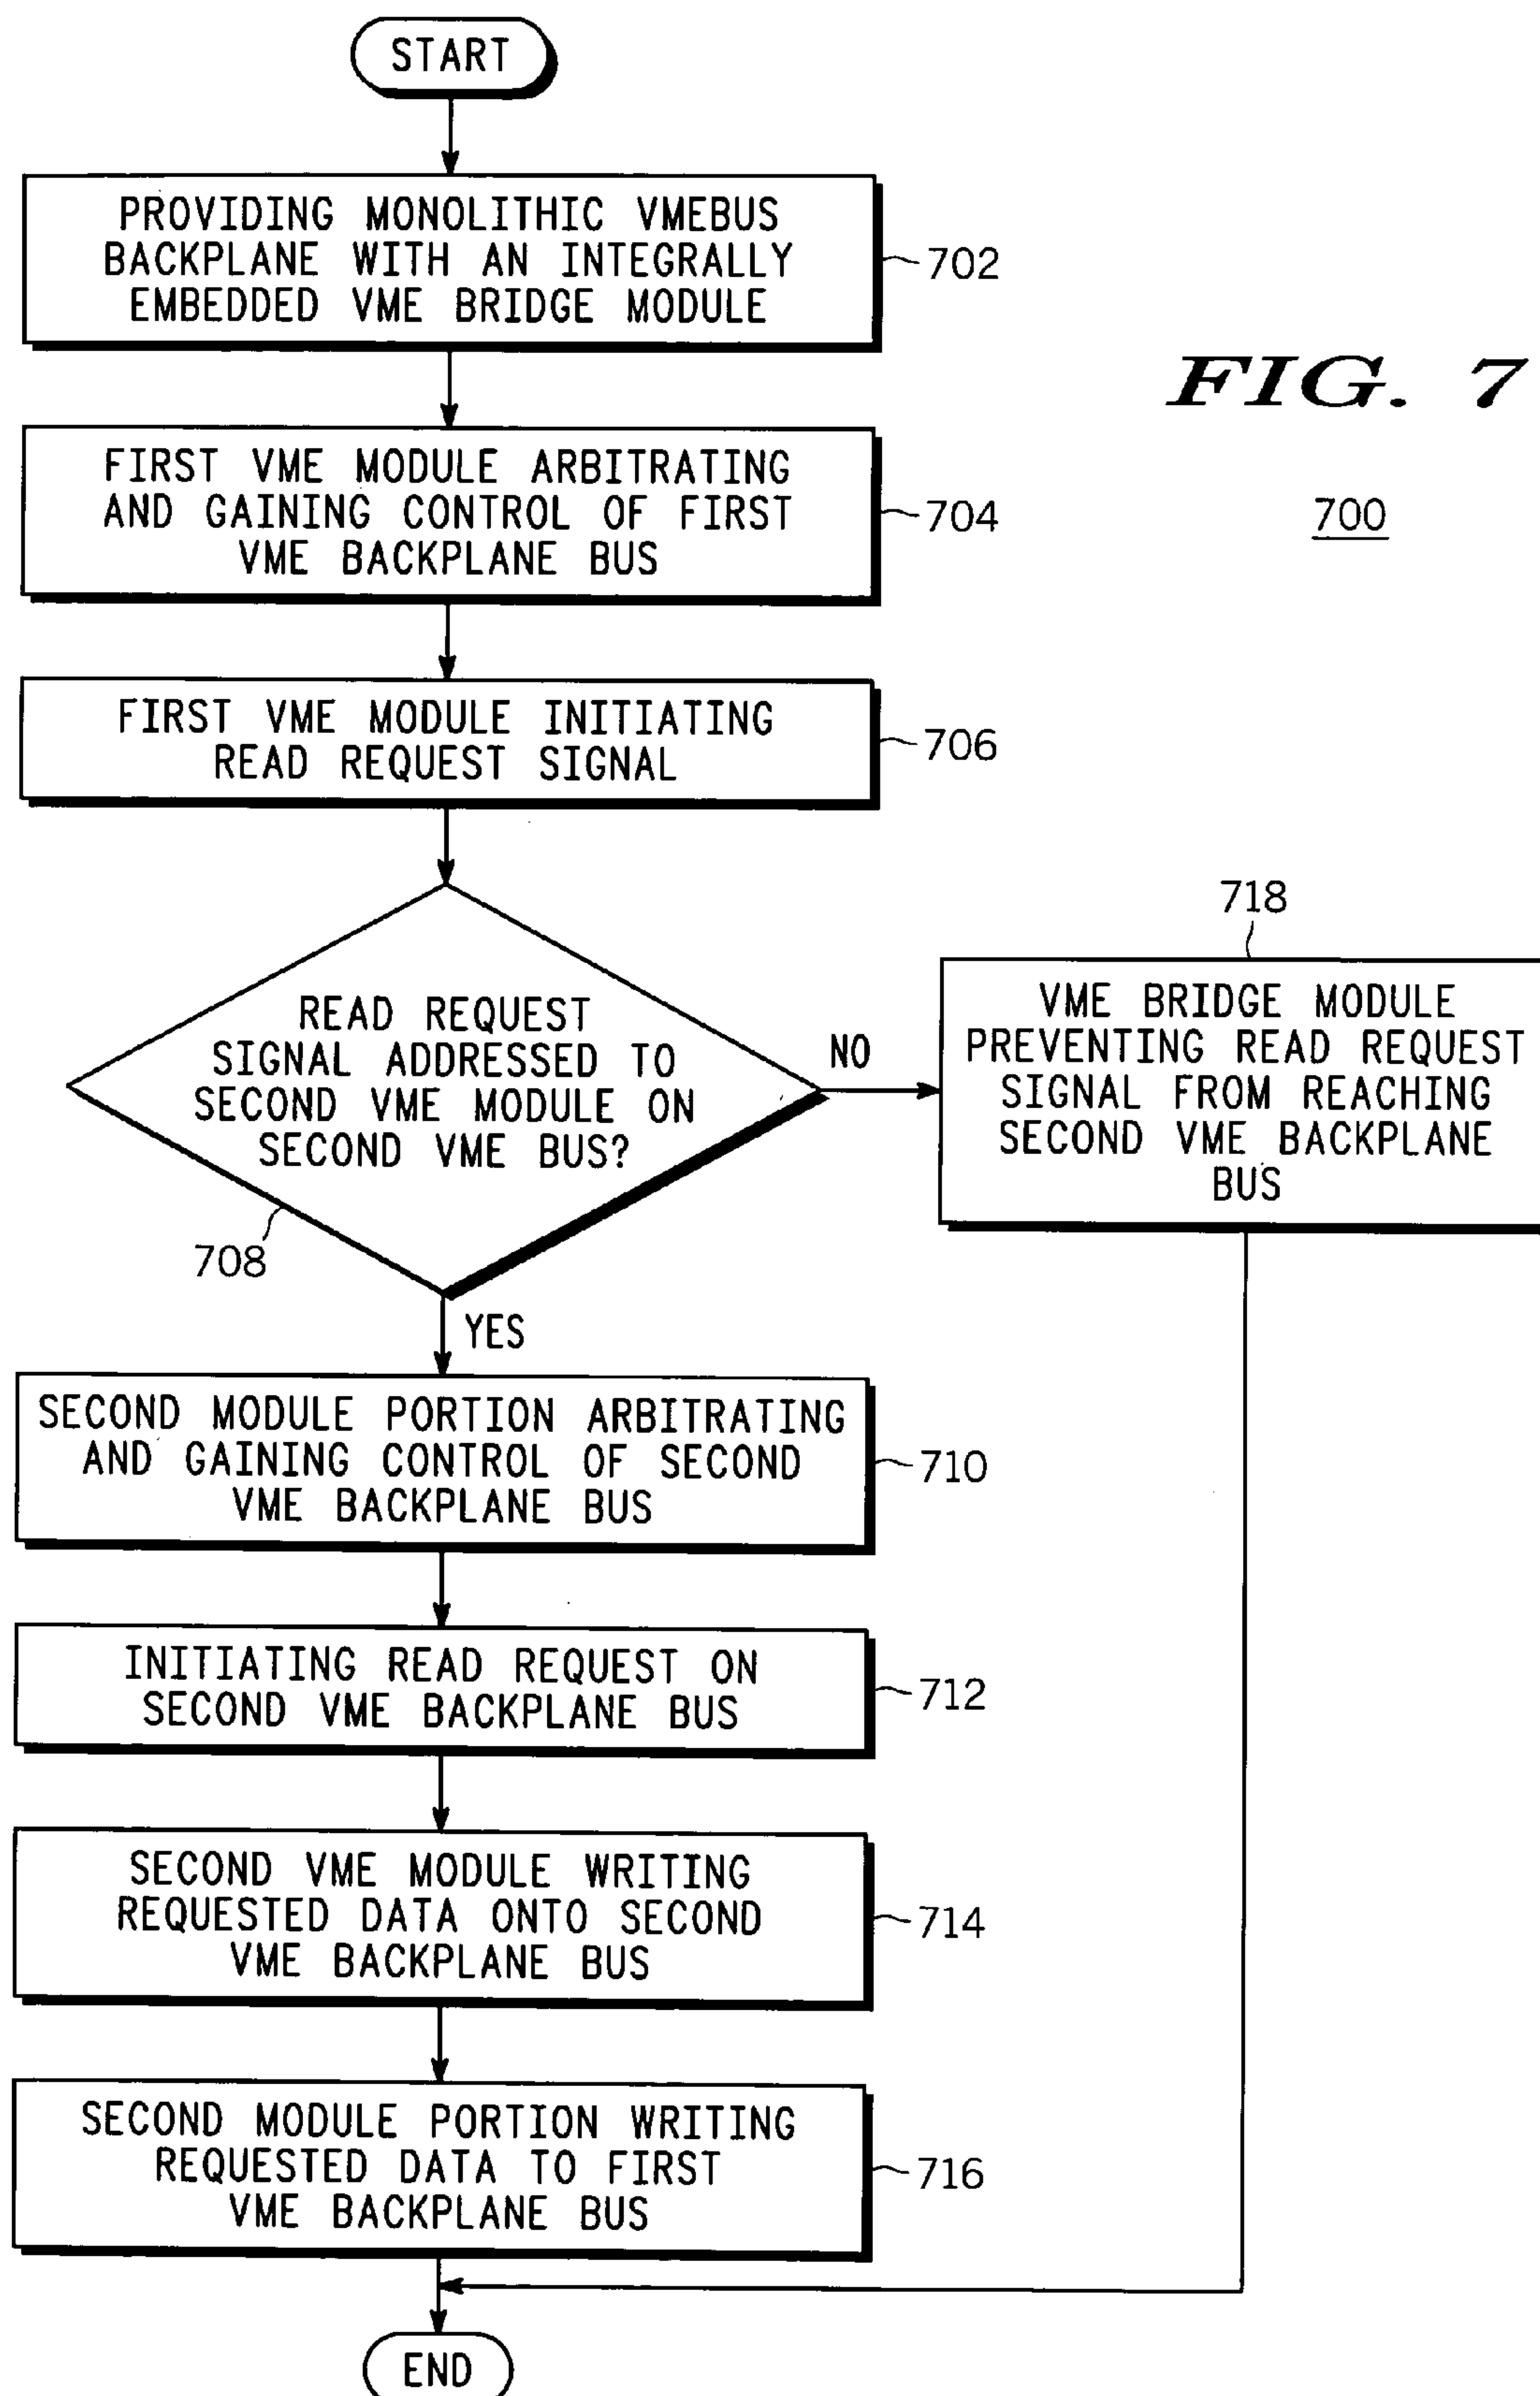 START
PROVIDING MONOLITHIC VMEBUS
BACKPLANE WITH AN INTEGRALLY
EMBEDDED VME BRIDGE MODULE
702
FIG. 7
700
FIRST VME MODULE ARBITRATING
AND GAINING CONTROL OF FIRST
VME BACKPLANE BUS
704
FIRST VME MODULE INITIATING
READ REQUEST SIGNAL
706
READ REQUEST
SIGNAL ADDRESSED TO
SECOND VME MODULE ON
SECOND VME BUS?
708
NO
718
VME BRIDGE MODULE
PREVENTING READ REQUEST
SIGNAL FROM REACHING
SECOND VME BACKPLANE
BUS
YES
SECOND MODULE PORTION ARBITRATING
AND GAINING CONTROL OF SECOND
VME BACKPLANE BUS
710
INITIATING READ REQUEST ON
SECOND VME BACKPLANE BUS
712
SECOND VME MODULE WRITING
REQUESTED DATA ONTO SECOND
VME BACKPLANE BUS
714
SECOND MODULE PORTION WRITING
REQUESTED DATA TO FIRST
VME BACKPLANE BUS
716
END